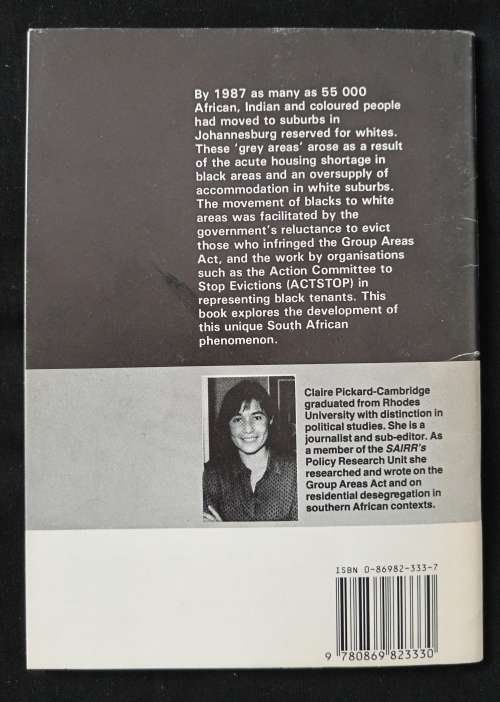 By 1987 as many as 55 000
African, Indian and coloured people
had moved to suburbs in
Johannesburg reserved for whites.
These 'grey areas' arose as a result
of the acute housing shortage in
black areas and an oversupply of
accommodation in white suburbs.
The movement of blacks to white
areas was facilitated by the
government's reluctance to evict
those who infringed the Group Areas
Act, and the work by organisations
such as the Action Committee to
Stop Evictions (ACTSTOP) in
representing black tenants. This
book explores the development of
this unique South African
phenomenon.
Claire Pickard-Cambridge
graduated from Rhodes
University with distinction in
political studies. She is a
journalist and sub-editor. As
a member of the SAIRR's
Policy Research Unit she
researched and wrote on the
Group Areas Act and on
residential desegregation in
southern African contexts.
ISBN 0-86982-333-7
9 780869 823330